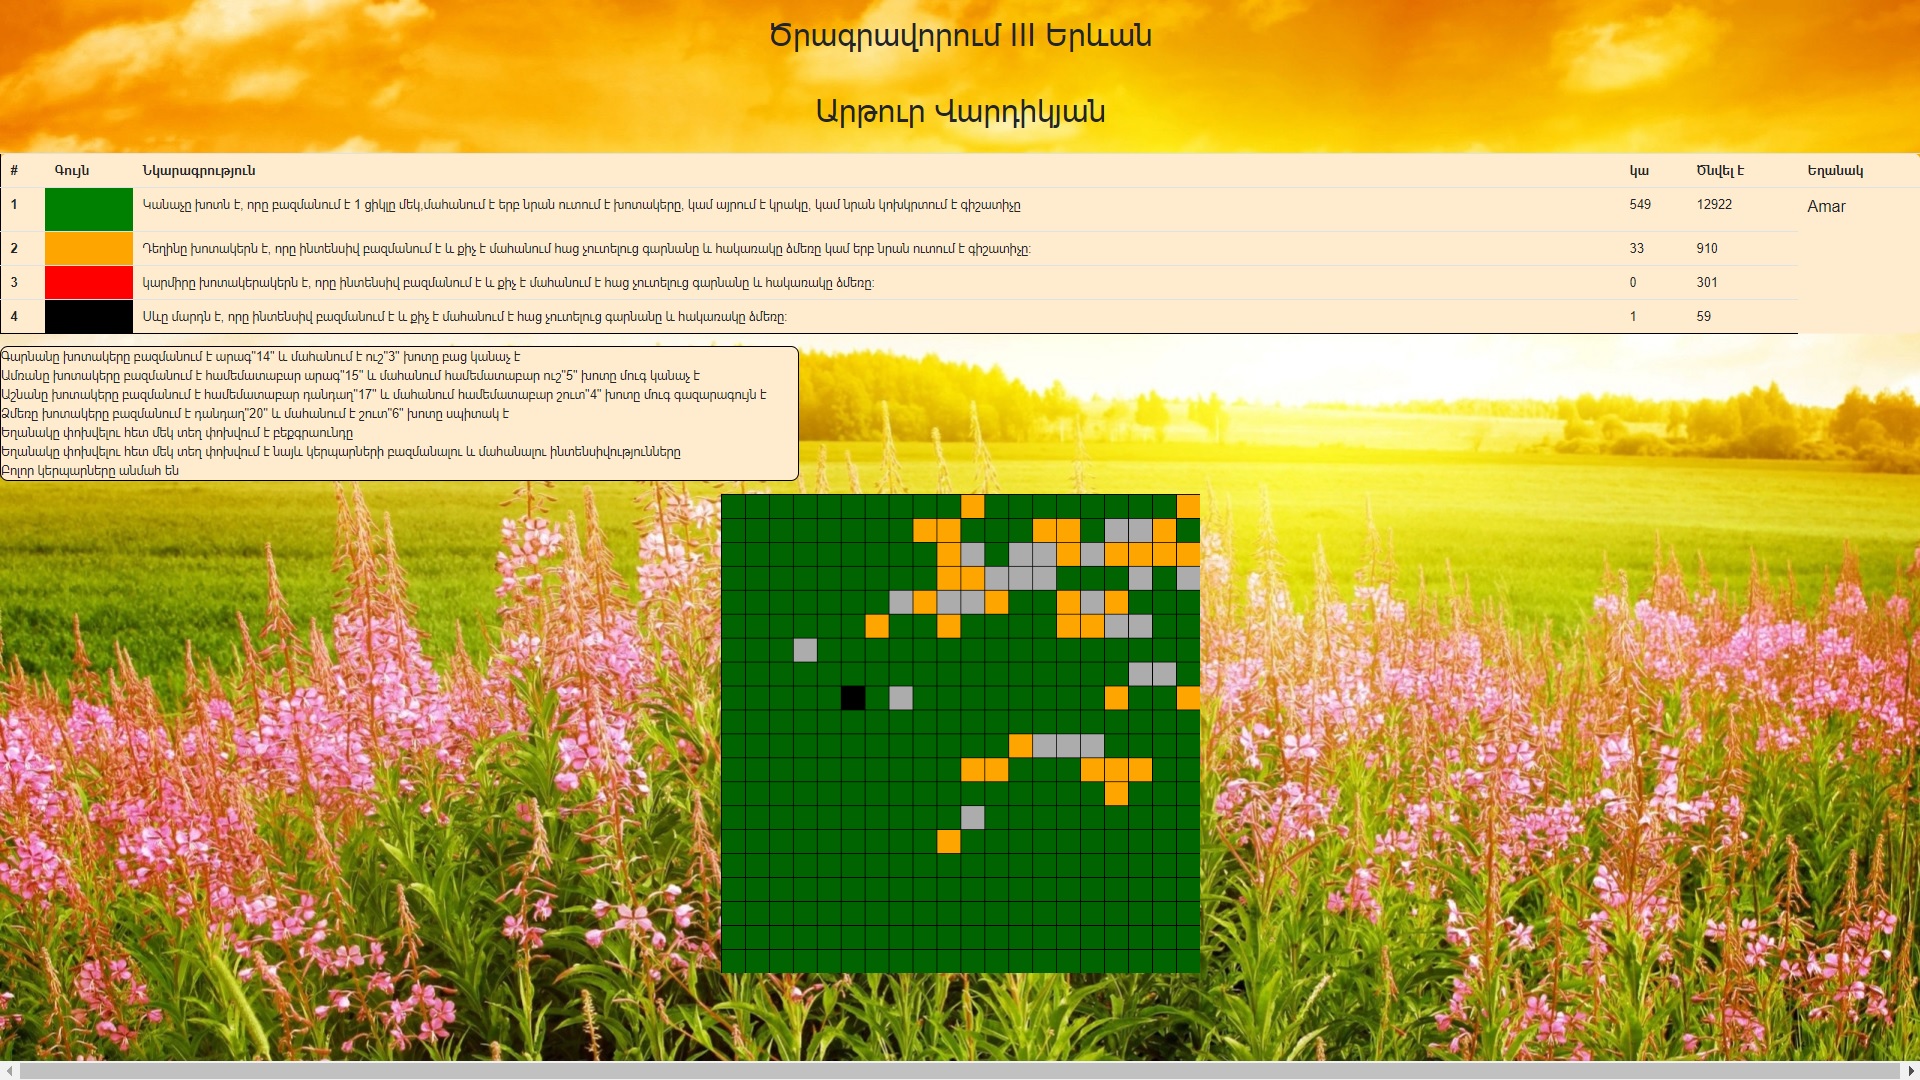 Ծրագրավորում III Երևան
Արթուր Վարդիկյան
# Գույն Նկարագրություն կա Ծնվել է Եղանակ
1 Կանաչը խոտն է, որը բազմանում է 1 ցիկլը մեկ,մահանում է երբ նրան ուտում է խոտակերը, կամ այրում է կրակը, կամ նրան կոխկրտում է գիշատիչը 549 12922 Amar
2 Դեղինը խոտակերն է, որը ինտենսիվ բազմանում է և քիչ է մահանում հաց չուտելուց գարնանը և հակառակը ձմեռը կամ երբ նրան ուտում է գիշատիչը: 33 910
3 կարմիրը խոտակերակերն է, որը ինտենսիվ բազմանում է և քիչ է մահանում է հաց չուտելուց գարնանը և հակառակը ձմեռը: 0 301
4 Սևը մարդն է, որը ինտենսիվ բազմանում է և քիչ է մահանում է հաց չուտելուց գարնանը և հակառակը ձմեռը: 1 59
Գարնանը խոտակերը բազմանում է արագ"14" և մահանում է ուշ"3" խոտը բաց կանաչ է
Ամռանը խոտակերը բազմանում է համեմատաբար արագ"15" և մահանում համեմատաբար ուշ"5" խոտը մուգ կանաչ է
Աշնանը խոտակերը բազմանում է համեմատաբար դանդաղ"17" և մահանում համեմատաբար շուտ"4" խոտը մուգ գազարագույն է
Ձմեռը խոտակերը բազմանում է դանդաղ"20" և մահանում է շուտ"6" խոտը սպիտակ է
Եղանակը փոխվելու հետ մեկ տեղ փոխվում է բեքգրաունդը
Եղանակը փոխվելու հետ մեկ տեղ փոխվում է նայև կերպարների բազմանալու և մահանալու ինտենսիվությունները
Բոլոր կերպարները անմահ են